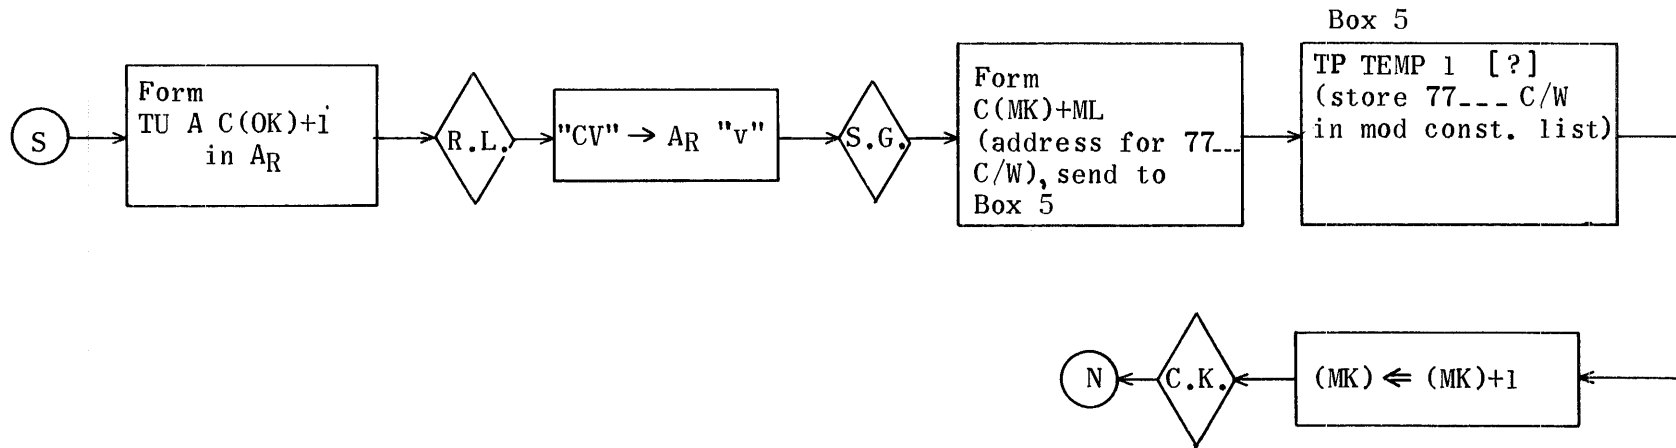 Box 5
S
Form
TU A C(OK)+1
in AR
R.L.
"CV" → AR "v"
S.G.
Form
C(MK)+ML
(address for 77___
C/W), send to
Box 5
TP TEMP 1 [?]
(store 77___ C/W
in mod const. list)
N
C.K.
(MK) ⇐ (MK)+1